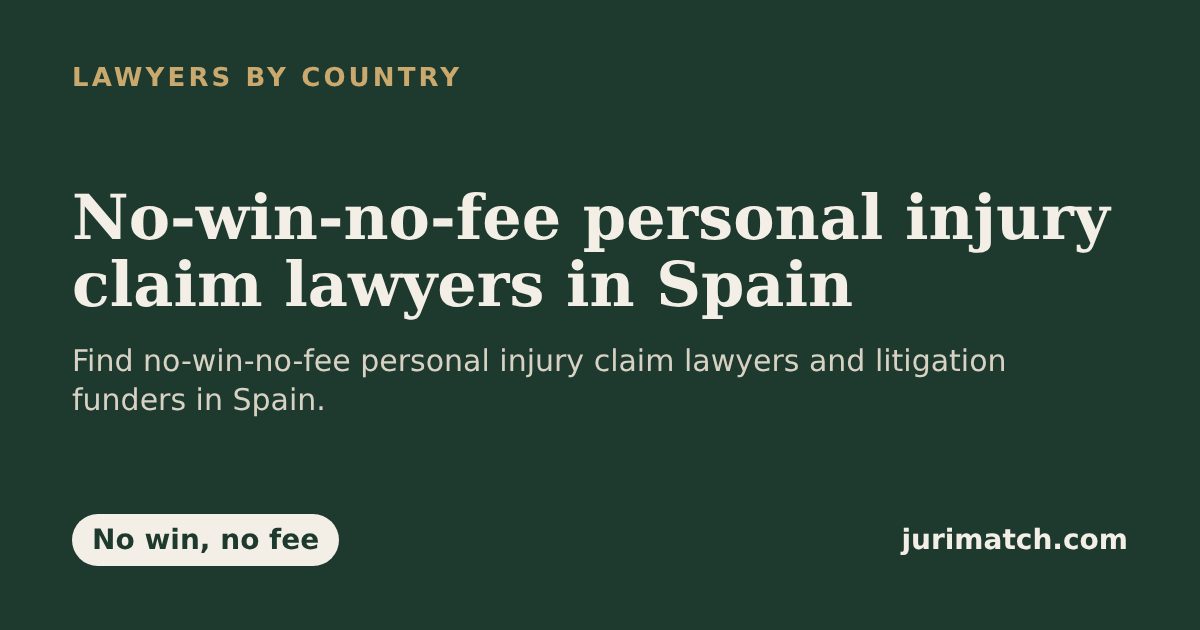 LAWYERS BY COUNTRY
No-win-no-fee personal injury
claim lawyers in Spain
Find no-win-no-fee personal injury claim lawyers and litigation
funders in Spain.
No win, no fee
jurimatch.com